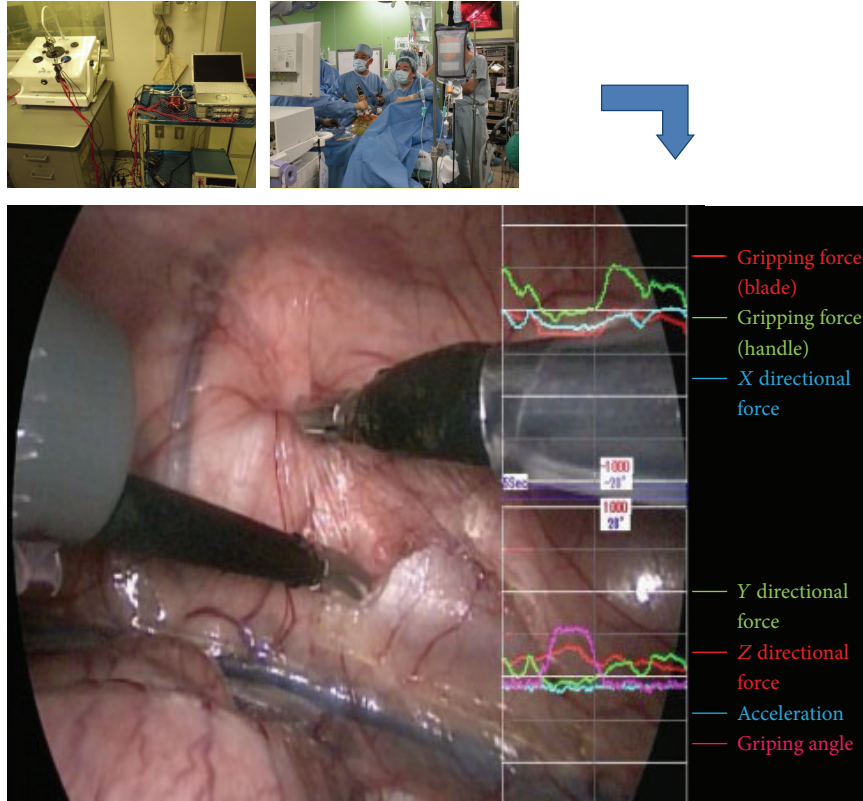 Gripping force
(blade)
Gripping force
(handle)
X directional
force
5Sec
-1000
-20°
1000
20°
Y directional
force
Z directional
force
Acceleration
Griping angle